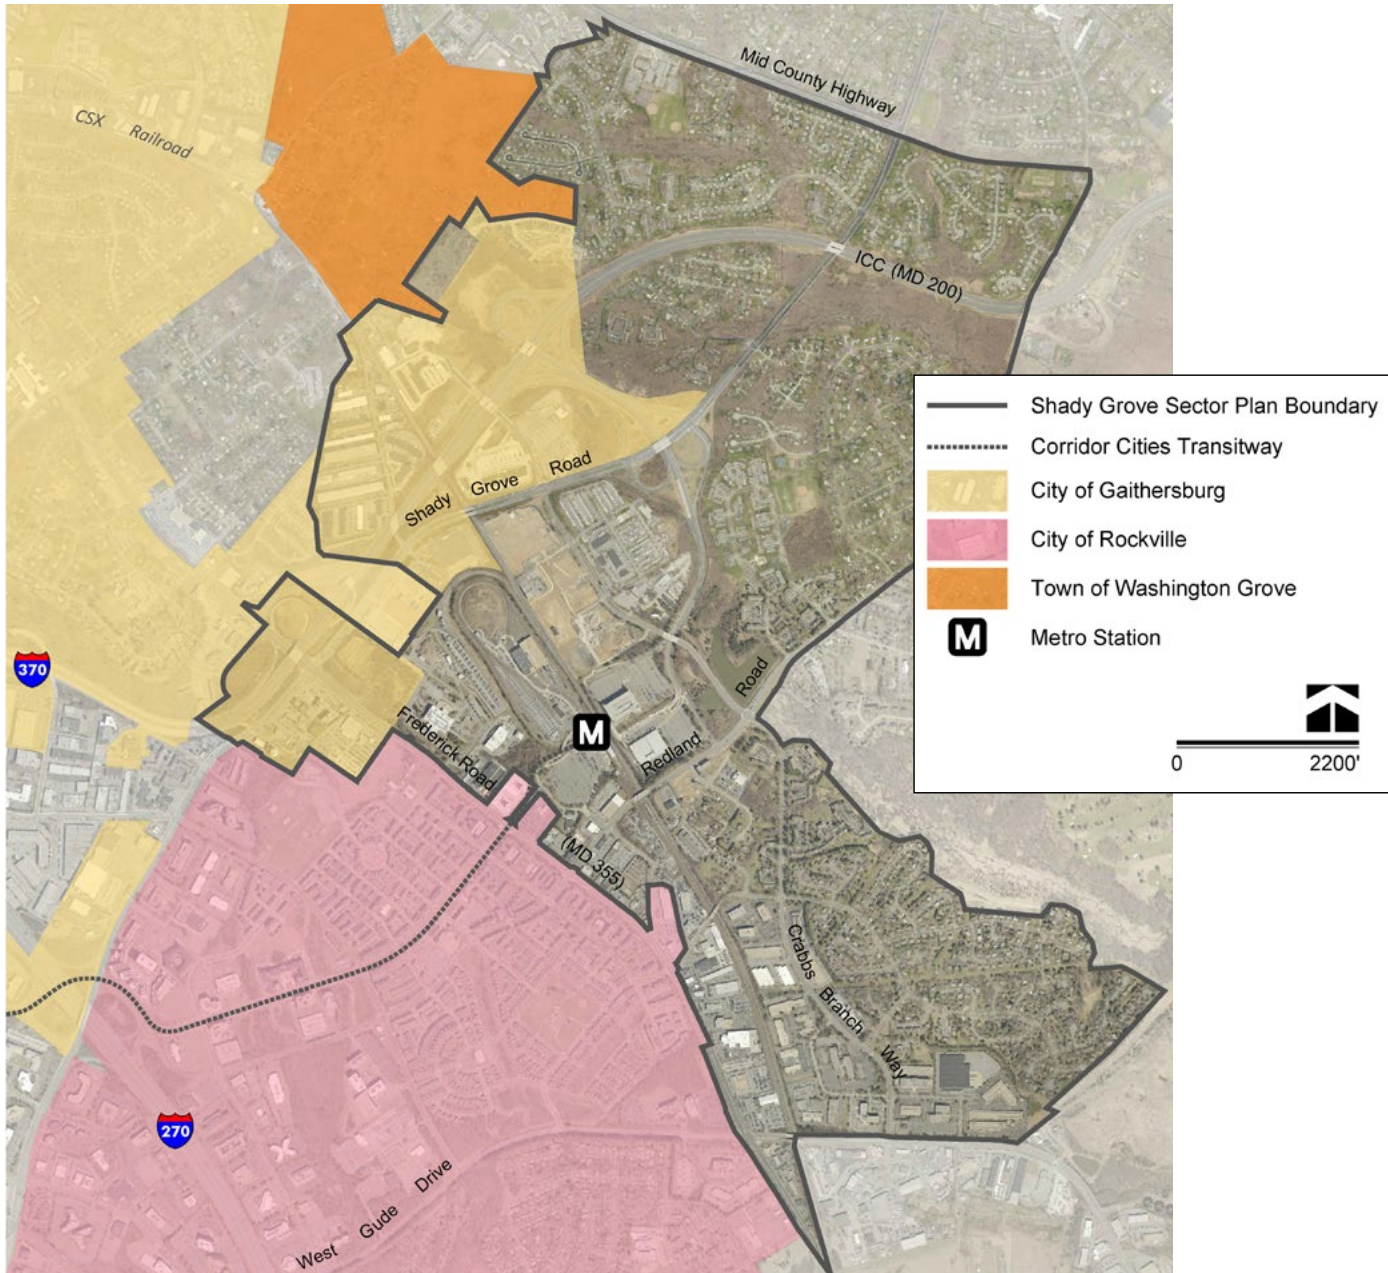 Mid County Highway
CSX Railroad
ICC (MD 200)
Shady Grove Road
370
Frederick Road
(MD 355)
M
Redland Road
Crabbs Branch Way
270
West Gude Drive
Shady Grove Sector Plan Boundary
Corridor Cities Transitway
City of Gaithersburg
City of Rockville
Town of Washington Grove
M Metro Station
0 2200'